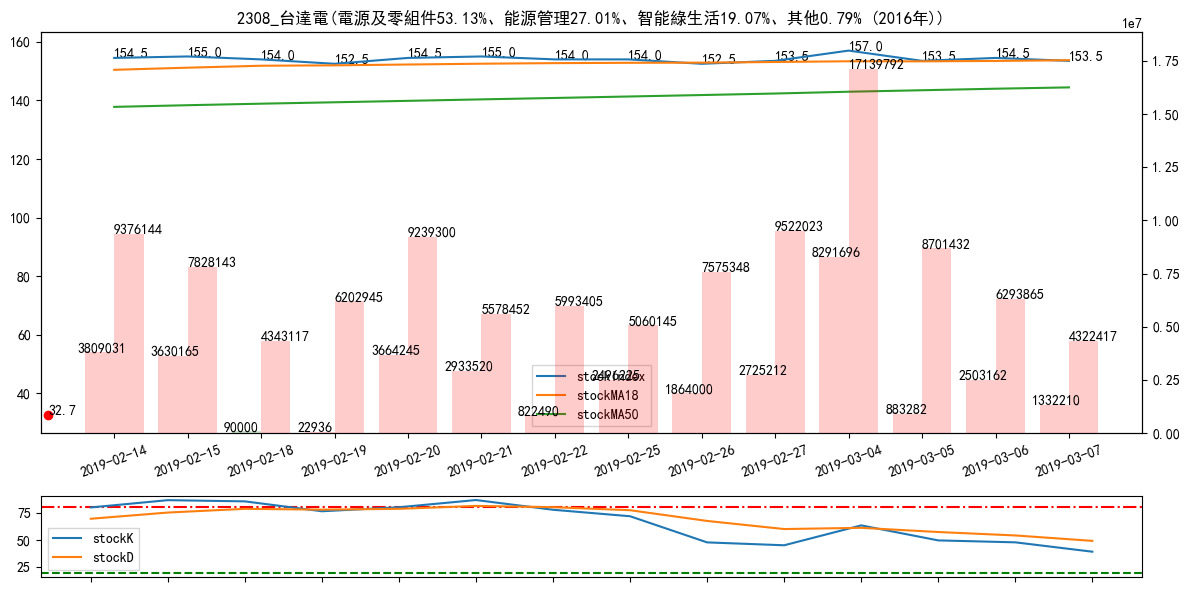 2308_台達電(電源及零組件53.13%、能源管理27.01%、智能綠生活19.07%、其他0.79% (2016年))
1e7
160
140
120
100
80
60
40
1.75
1.50
1.25
1.00
0.75
0.50
0.25
0.00
154.5 155.0 154.0 152.5 154.5 155.0 154.0 154.0 152.5 153.5 157.0 153.5 154.5 153.5
9376144 7828143 4343117 6202945 9239300 5578452 5993405 5060145 7575348 9522023 17139792 8701432 6293865 4322417
3809031 3630165 90000 22936 3664245 2933520 822490 2496225 1864000 2725212 8291696 883282 2503162 1332210
32.7
stockIndex
stockMA18
stockMA50
2019-02-14 2019-02-15 2019-02-18 2019-02-19 2019-02-20 2019-02-21 2019-02-22 2019-02-25 2019-02-26 2019-02-27 2019-03-04 2019-03-05 2019-03-06 2019-03-07
75
50
25
stockK
stockD